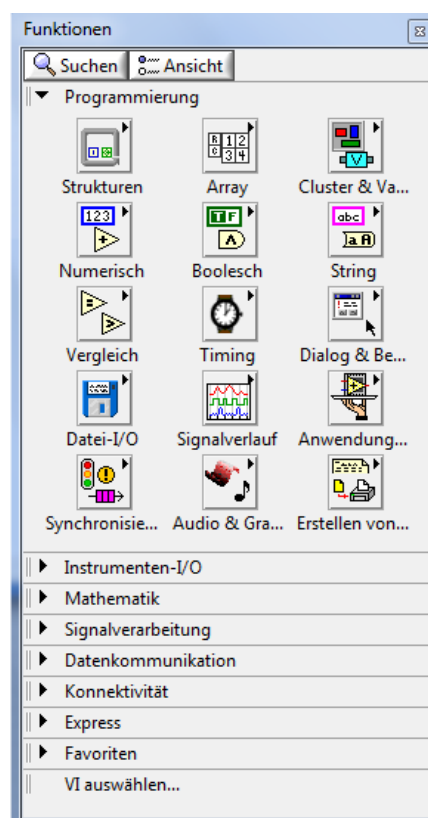 Funktionen
Suchen Ansicht
Programmierung
Strukturen Array Cluster & Va...
Numerisch Boolesch String
Vergleich Timing Dialog & Be...
Datei-I/O Signalverlauf Anwendung...
Synchronisie... Audio & Gra... Erstellen von...
Instrumenten-I/O
Mathematik
Signalverarbeitung
Datenkommunikation
Konnektivität
Express
Favoriten
VI auswählen...